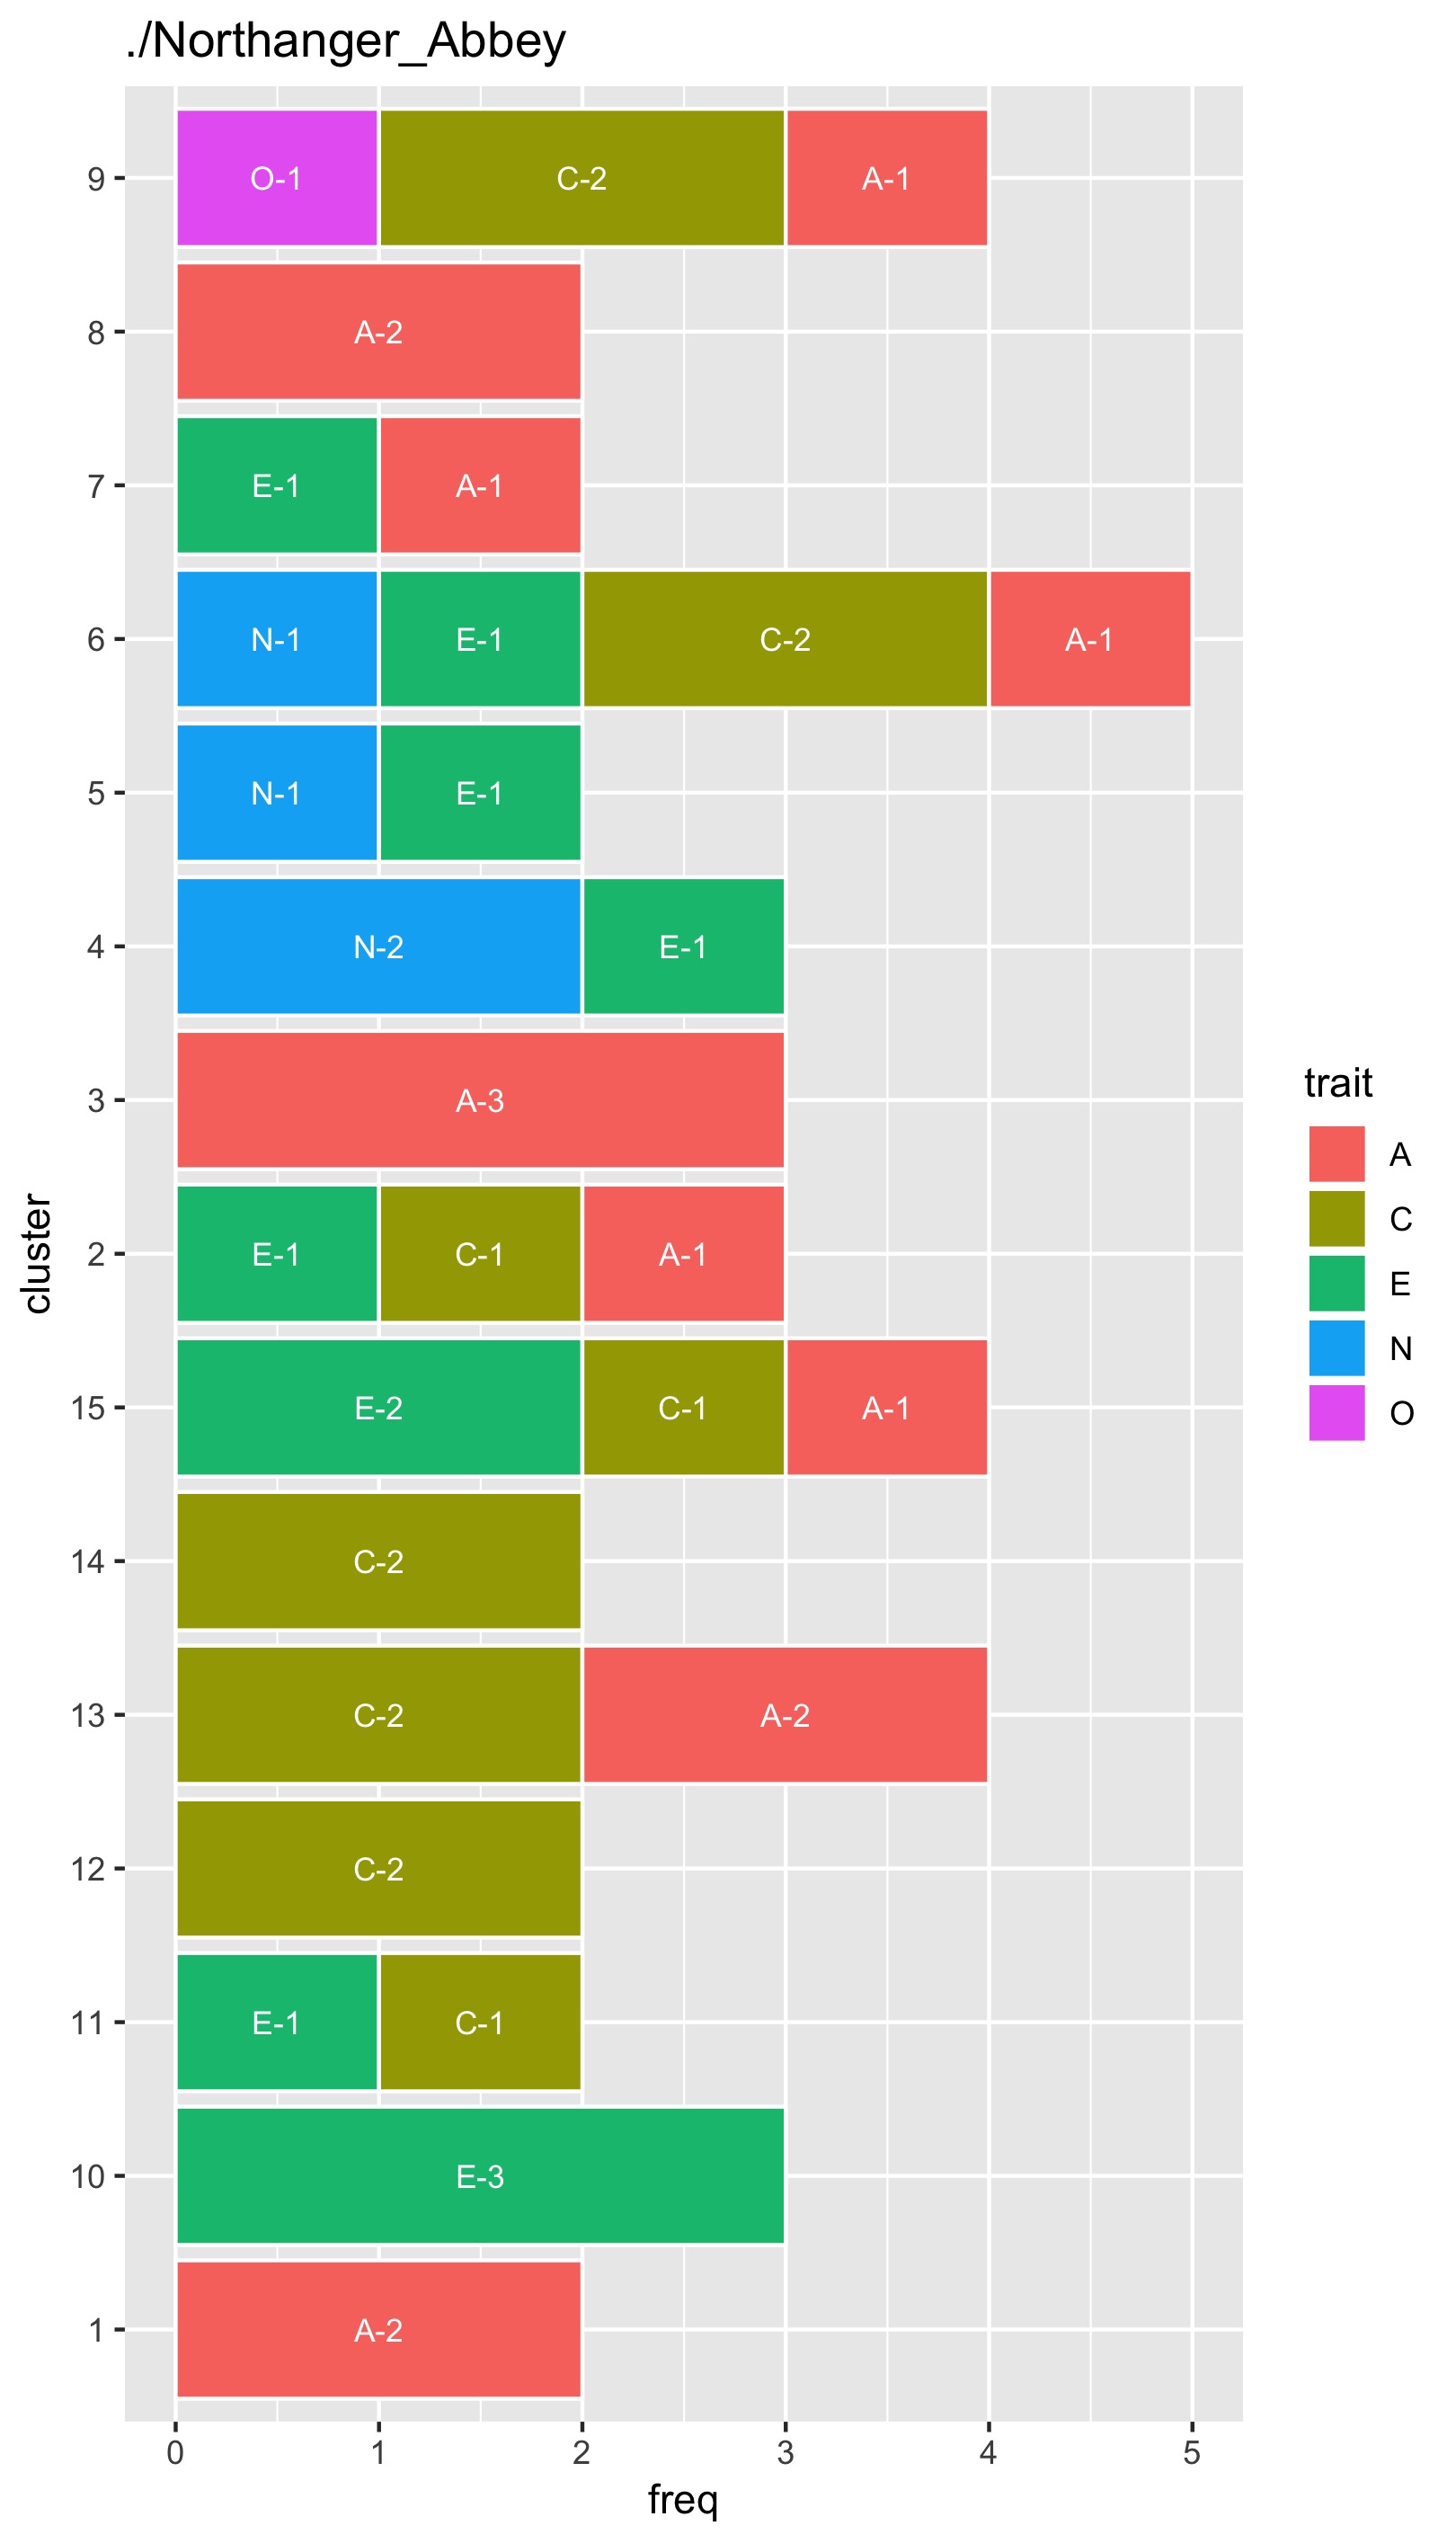 ./Northanger_Abbey
9 O-1 C-2 A-1
8 A-2
7 E-1 A-1
6 N-1 E-1 C-2 A-1
5 N-1 E-1
4 N-2 E-1
3 A-3
2 E-1 C-1 A-1
15 E-2 C-1 A-1
14 C-2
13 C-2 A-2
12 C-2
11 E-1 C-1
10 E-3
1 A-2
0 1 2 3 4 5
freq
cluster
trait
A
C
E
N
O